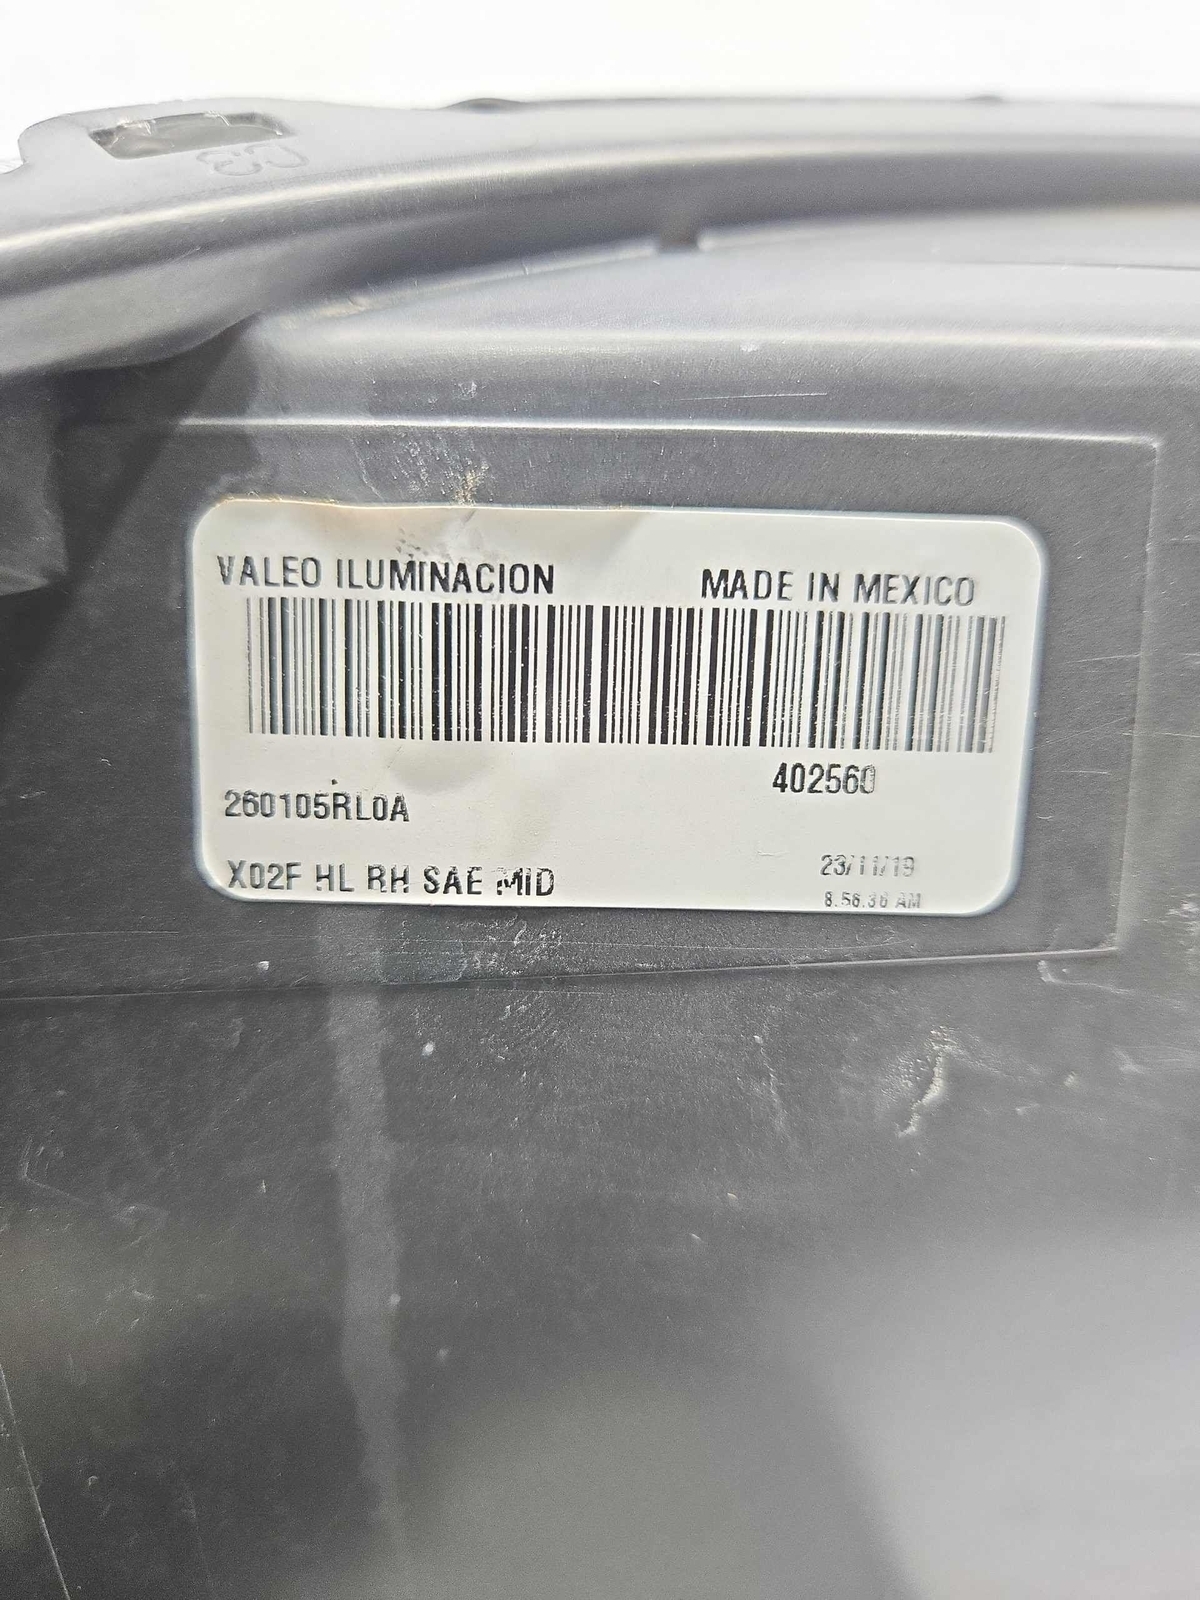 VALEO ILUMINACION MADE IN MEXICO
402560
260105RL0A
X02F HL RH SAE MID
23/11/19
8.56.36 AM